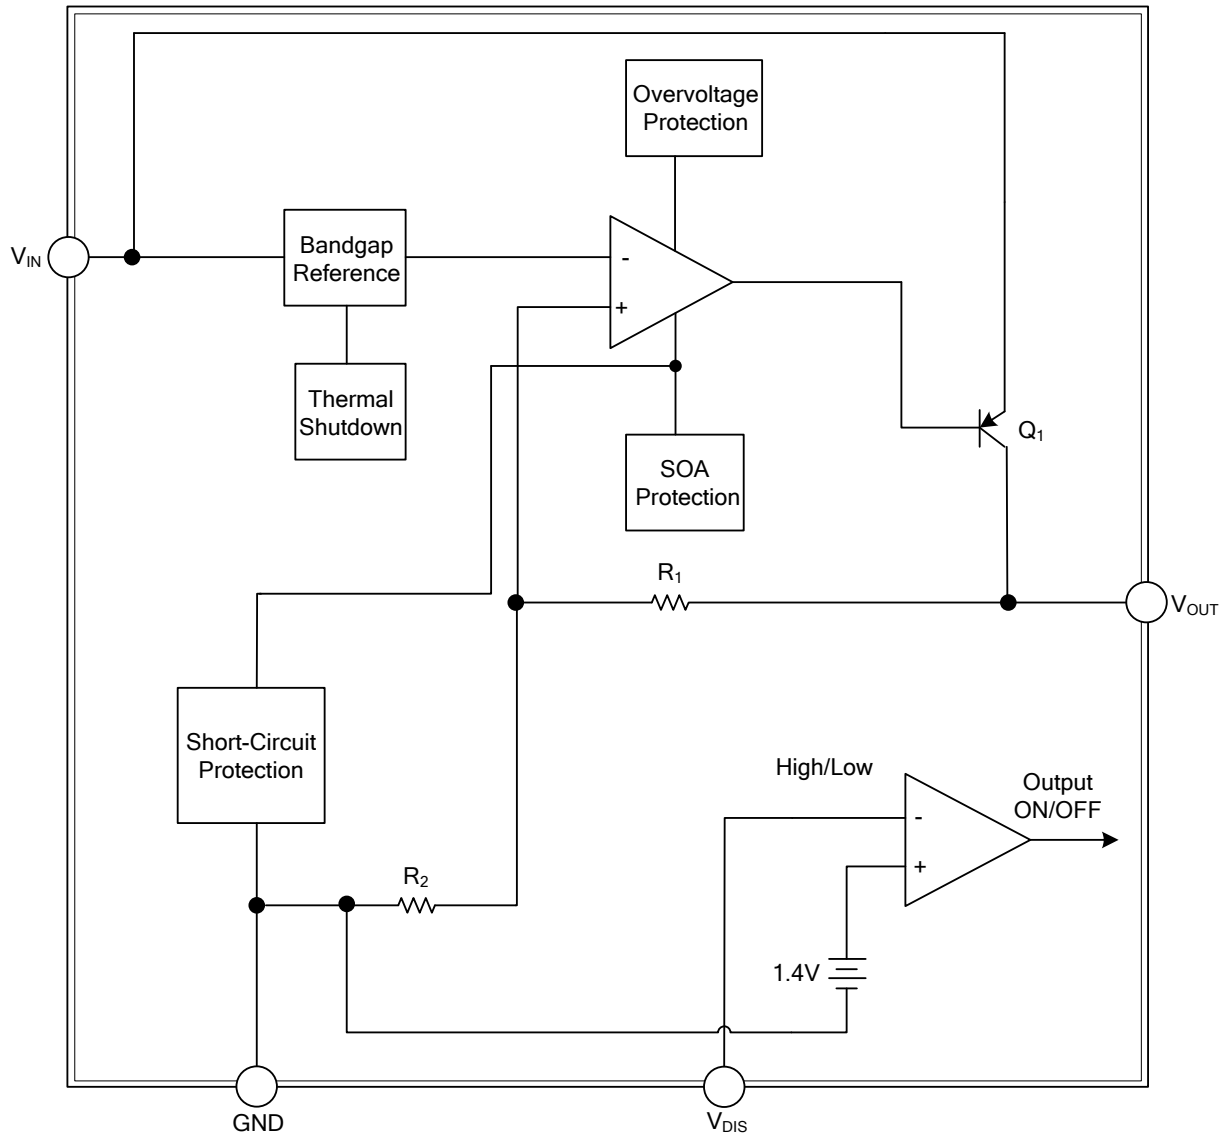 Overvoltage
Protection
V_IN
Bandgap
Reference
-
+
Thermal
Shutdown
Q_1
SOA
Protection
R_1
V_OUT
Short-Circuit
Protection
High/Low
Output
ON/OFF
-
+
R_2
1.4V
GND
V_DIS